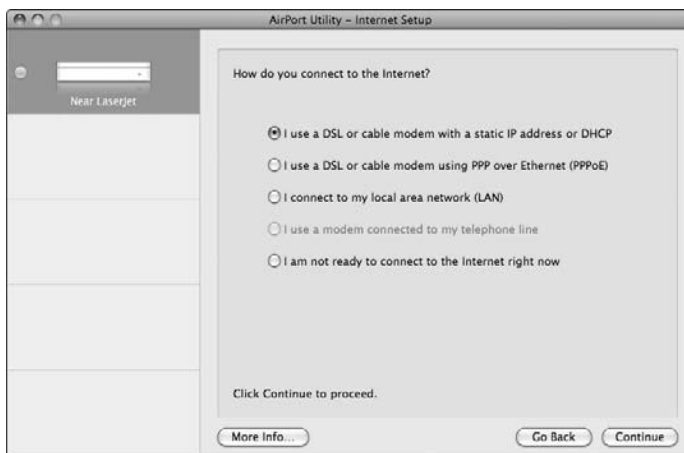 AirPort Utility – Internet Setup
Near LaserJet
How do you connect to the Internet?
I use a DSL or cable modem with a static IP address or DHCP
I use a DSL or cable modem using PPP over Ethernet (PPPoE)
I connect to my local area network (LAN)
I use a modem connected to my telephone line
I am not ready to connect to the Internet right now
Click Continue to proceed.
More Info...
Go Back
Continue